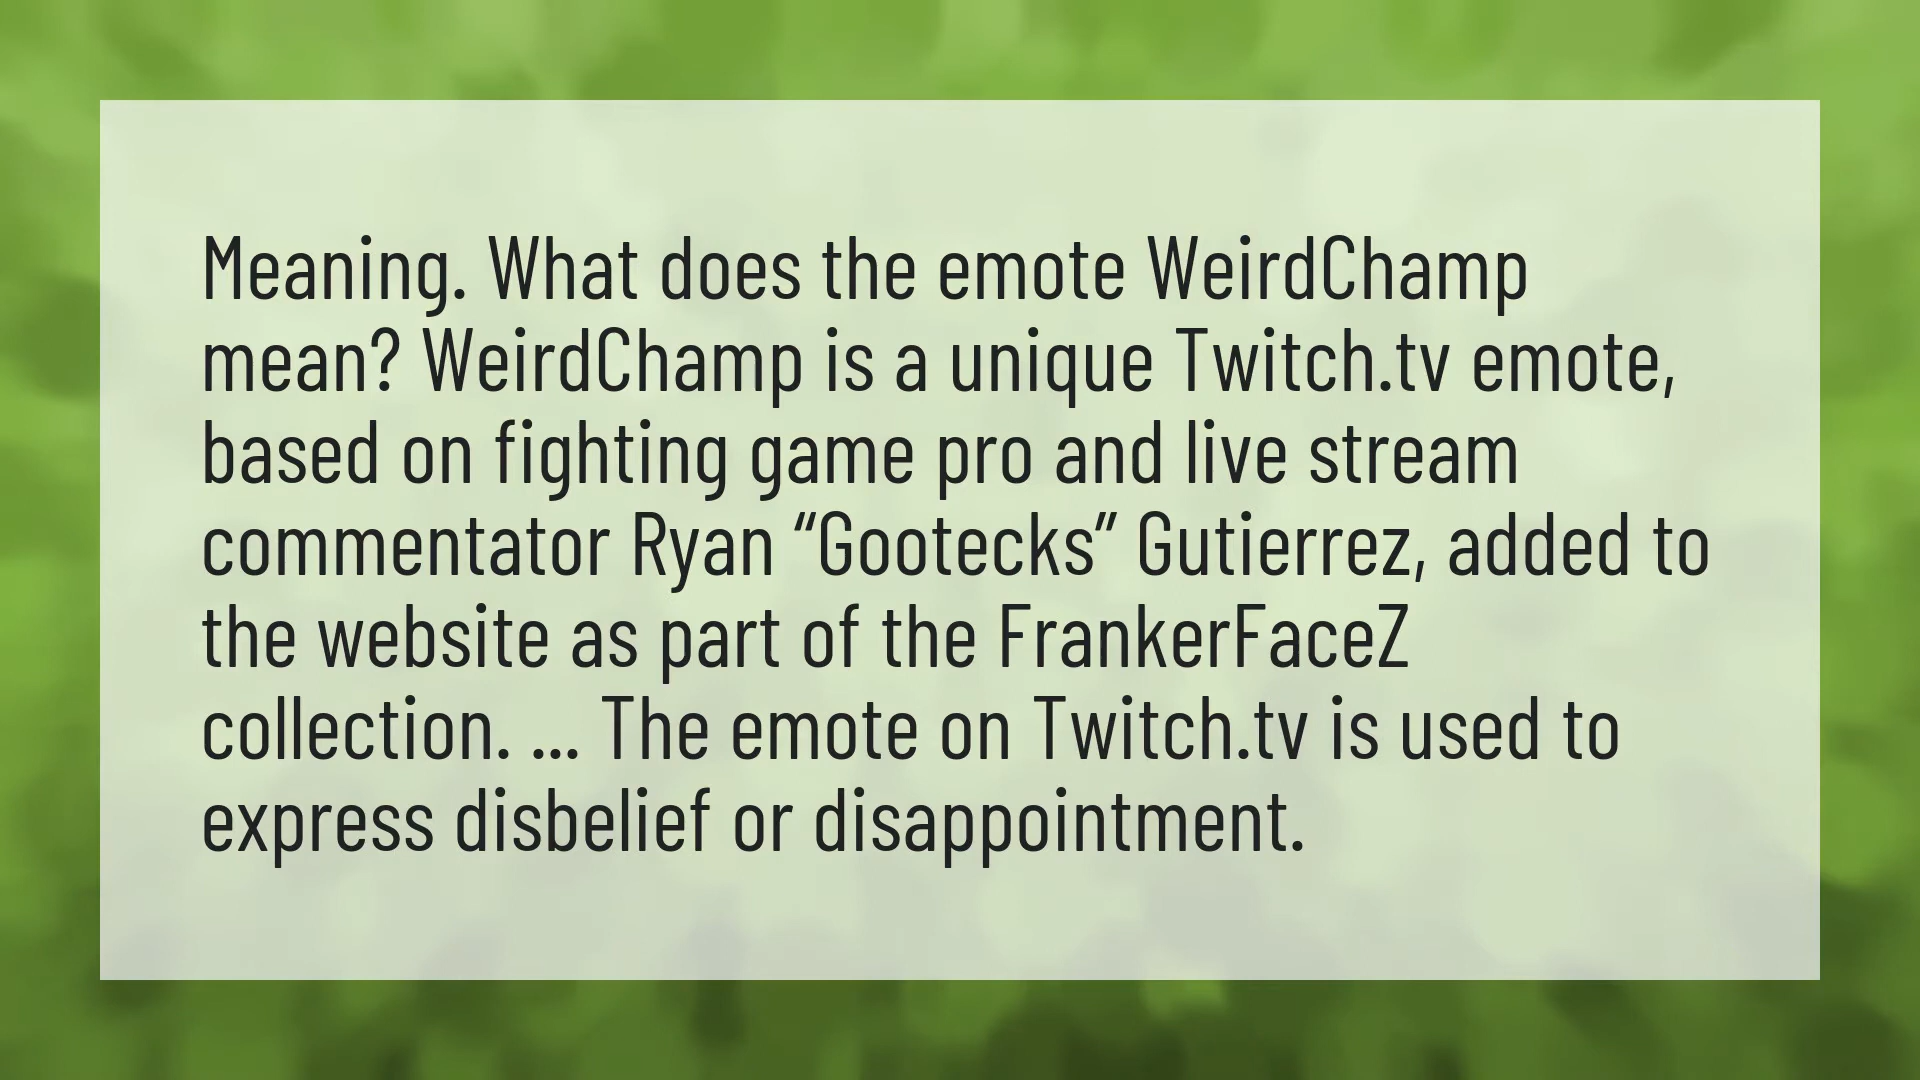 Meaning. What does the emote WeirdChamp
mean? WeirdChamp is a unique Twitch.tv emote,
based on fighting game pro and live stream
commentator Ryan “Gootecks” Gutierrez, added to
the website as part of the FrankerFaceZ
collection. ... The emote on Twitch.tv is used to
express disbelief or disappointment.